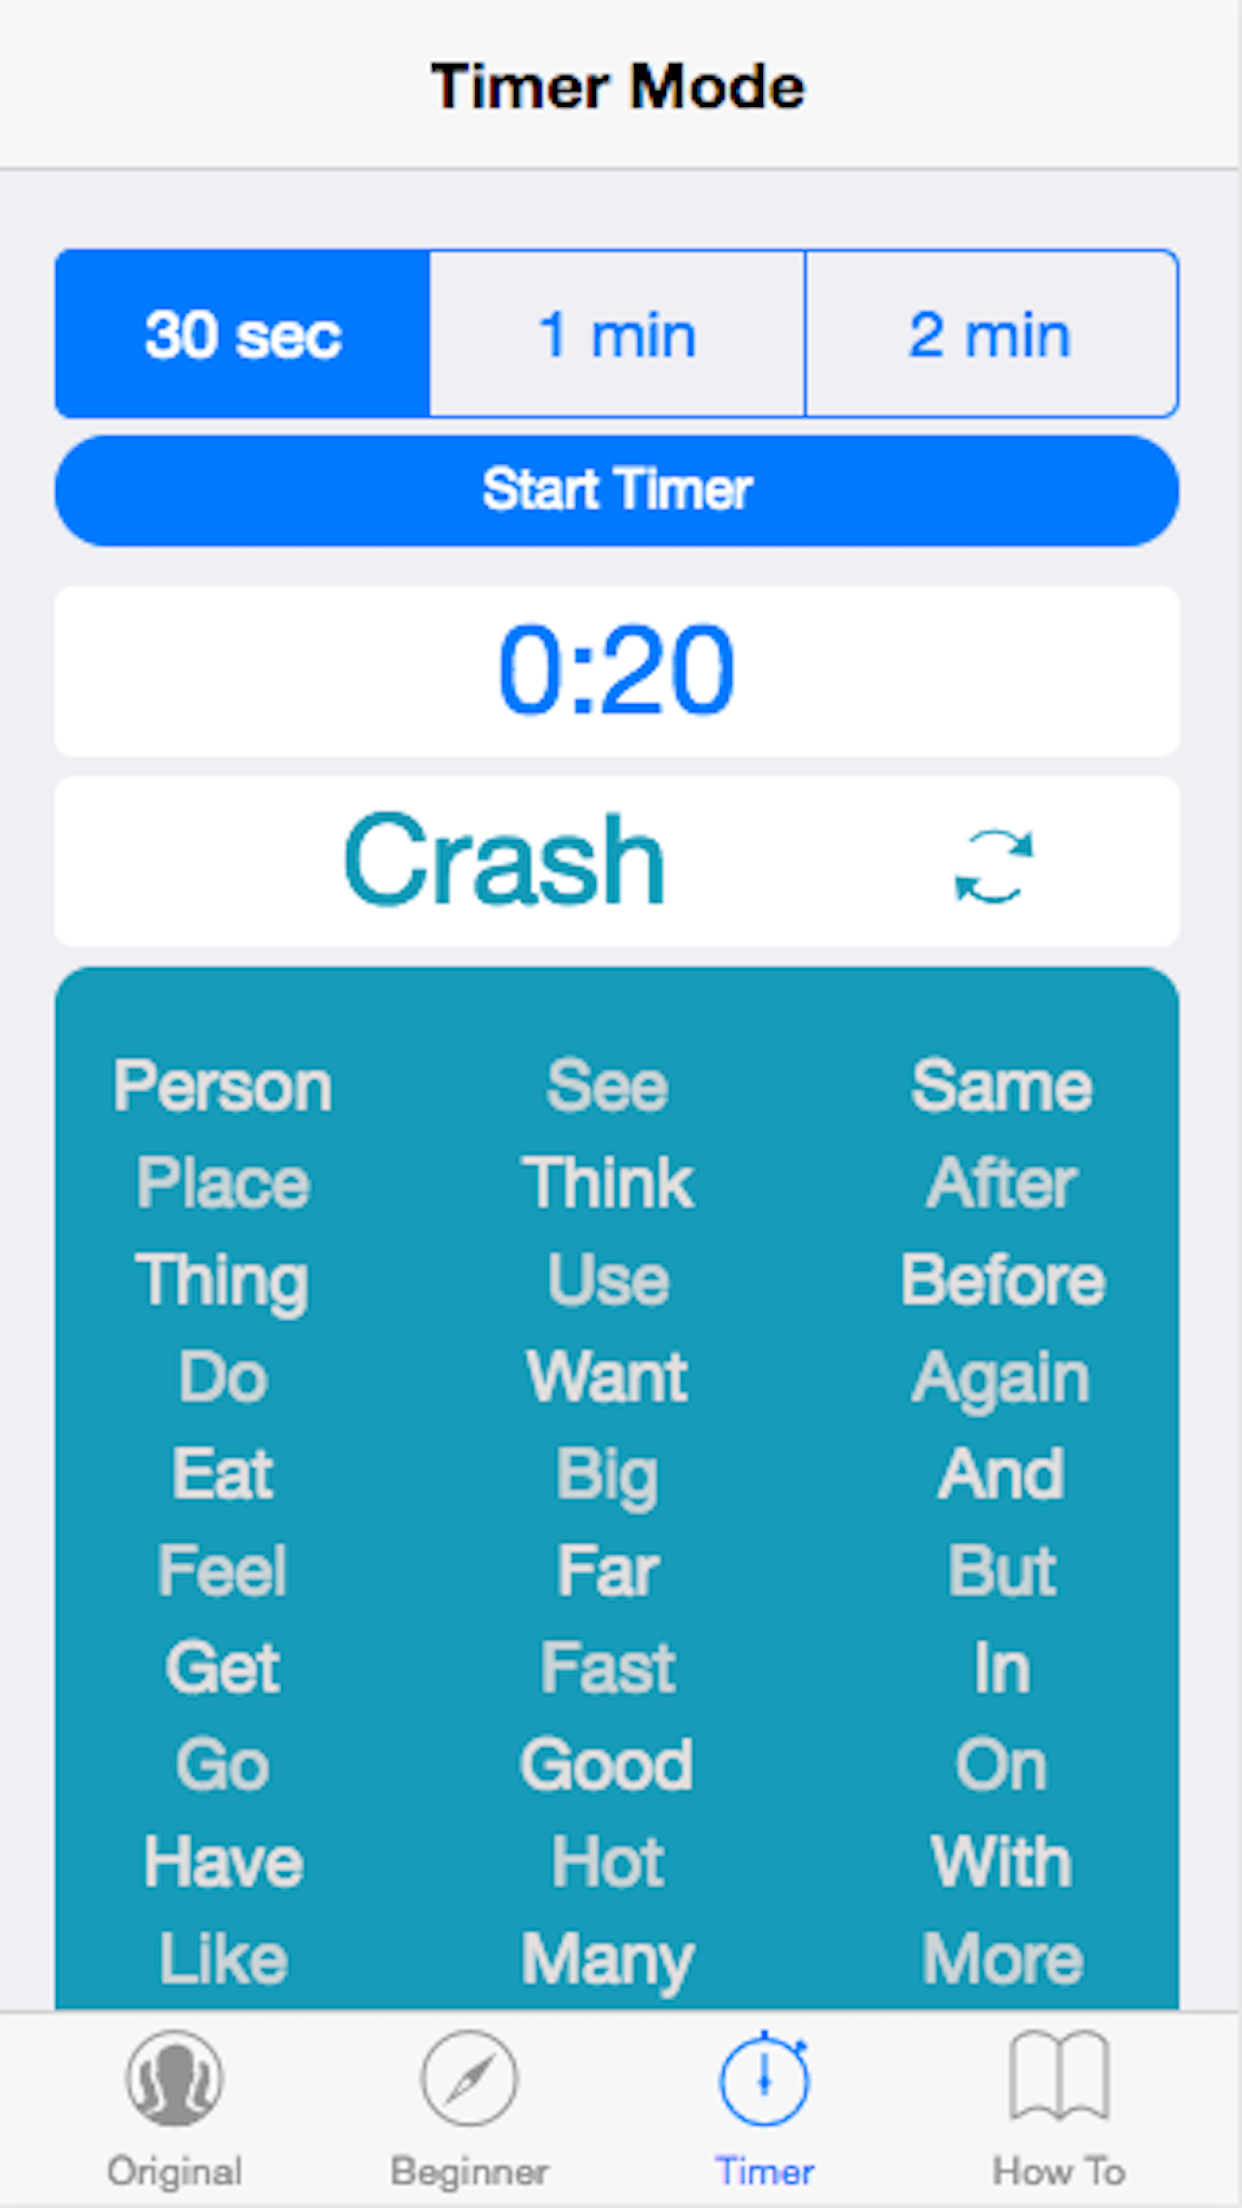 Timer Mode
30 sec 1 min 2 min
Start Timer
0:20
Crash
Person See Same
Place Think After
Thing Use Before
Do Want Again
Eat Big And
Feel Far But
Get Fast In
Go Good On
Have Hot With
Like Many More
Original Beginner Timer How To